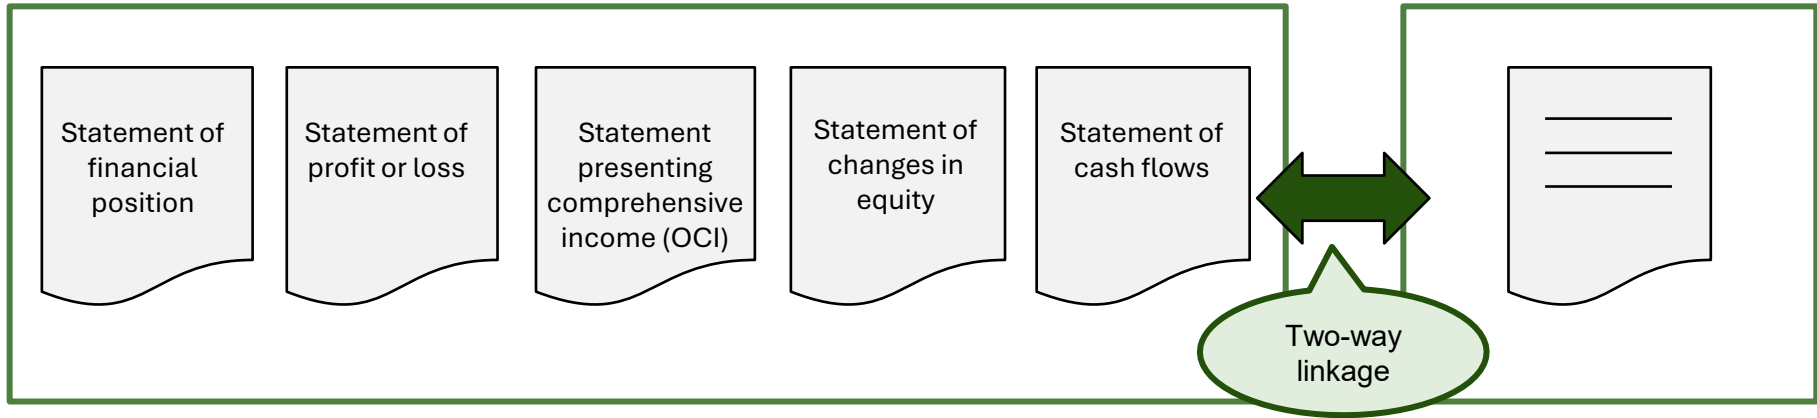 Statement of
financial
position
Statement of
profit or loss
Statement
presenting
comprehensive
income (OCI)
Statement of
changes in
equity
Statement of
cash flows
Two-way
linkage